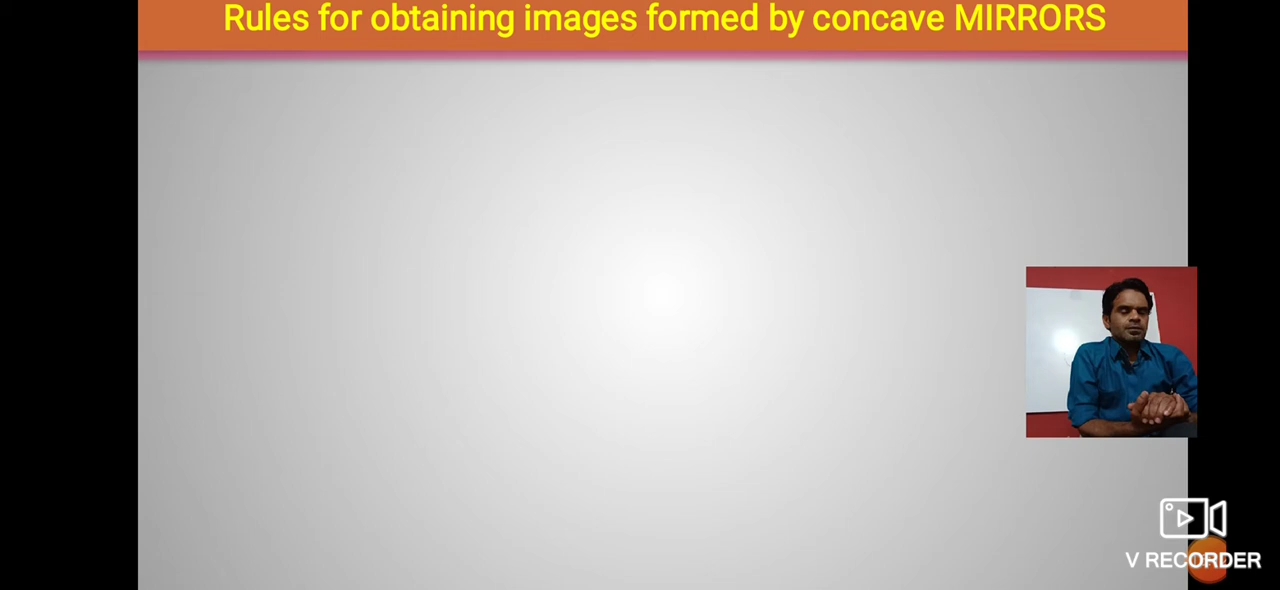 Rules for obtaining images formed by concave MIRRORS
V RECORDER